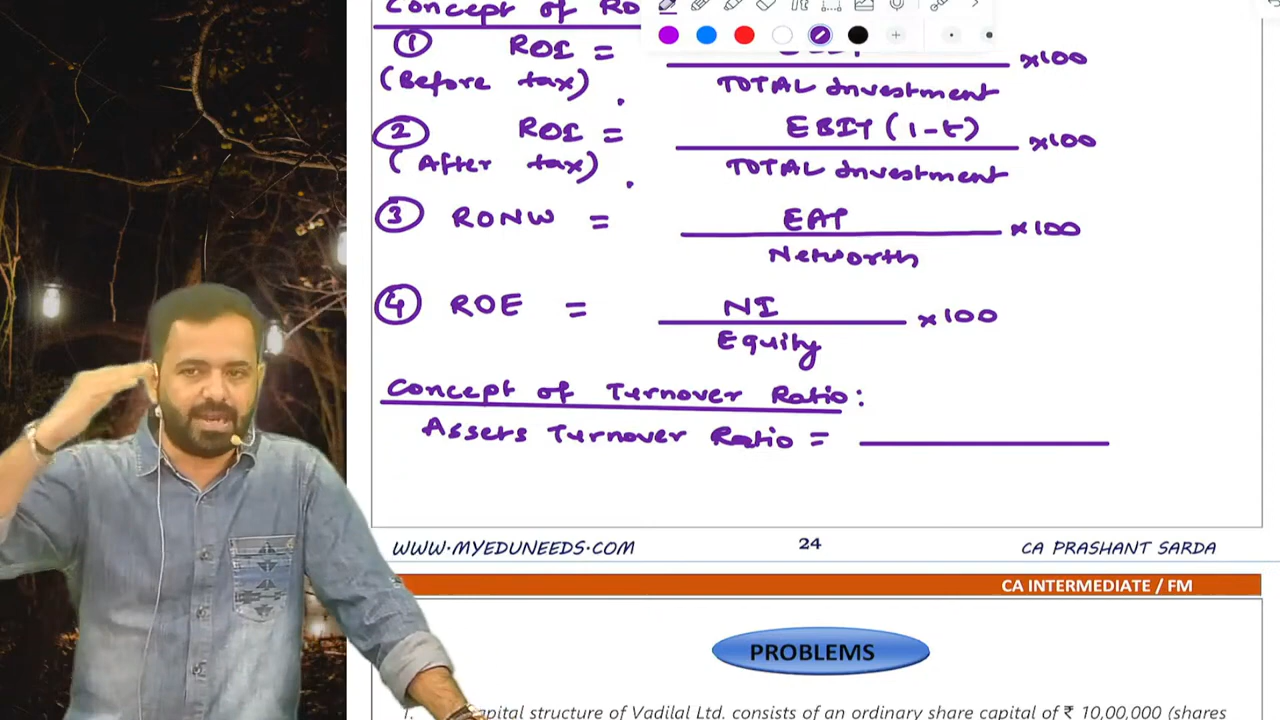 Concept of Ro
① ROI = ×100
(Before tax). TOTAL Investment
② ROI = EBIT (1-t) ×100
(After tax). TOTAL Investment
③ RONW = EAT ×100
Networth
④ ROE = NI ×100
Equity
Concept of Turnover Ratio:
Assets Turnover Ratio =
WWW.MYEDUNEEDS.COM 24 CA PRASHANT SARDA
CA INTERMEDIATE / FM
PROBLEMS
1. apital structure of Vadilal Ltd. consists of an ordinary share capital of ₹ 10,00,000 (shares